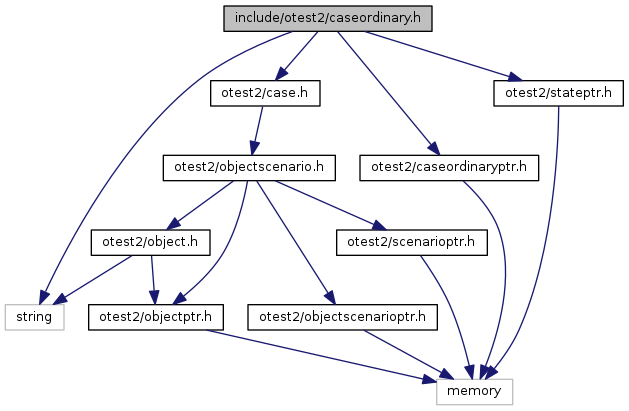 include/otest2/caseordinary.h
otest2/case.h
otest2/stateptr.h
otest2/objectscenario.h
otest2/caseordinaryptr.h
otest2/object.h
otest2/scenarioptr.h
string
otest2/objectptr.h
otest2/objectscenarioptr.h
memory